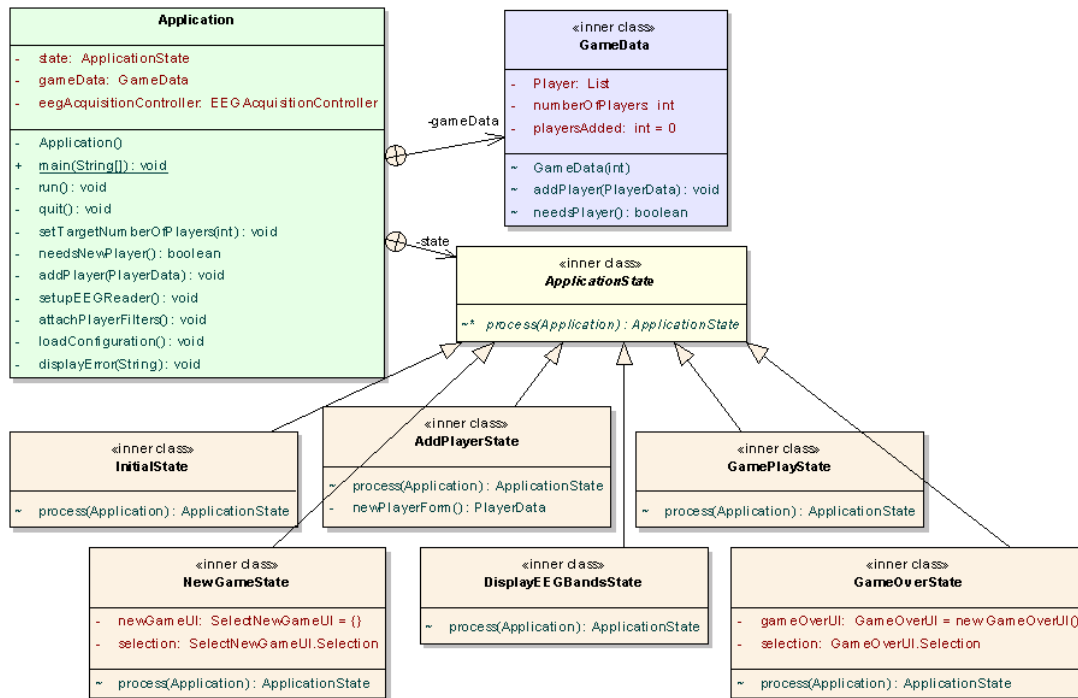 Application
- state: ApplicationState
- gameData: GameData
- eegAcquisitionController: EEGAcquisitionController
- Application()
+ main(String[]) : void
- run() : void
- quit() : void
- setTargetNumberOfPlayers(int) : void
- needsNewPlayer() : boolean
- addPlayer(PlayerData) : void
- setupEEGReader() : void
- attachPlayerFilters() : void
- loadConfiguration() : void
- displayError(String) : void
-gameData
-state
«inner class»
GameData
- Player: List
- numberOfPlayers: int
- playersAdded: int = 0
~ GameData(int)
~ addPlayer(PlayerData) : void
~ needsPlayer() : boolean
«inner class»
ApplicationState
~* process(Application) : ApplicationState
«inner class»
InitialState
~ process(Application) : ApplicationState
«inner class»
AddPlayerState
~ process(Application) : ApplicationState
- newPlayerForm() : PlayerData
«inner class»
GamePlayState
~ process(Application) : ApplicationState
«inner class»
NewGameState
- newGameUI: SelectNewGameUI = {}
- selection: SelectNewGameUI.Selection
~ process(Application) : ApplicationState
«inner class»
DisplayEEGBandsState
~ process(Application) : ApplicationState
«inner class»
GameOverState
- gameOverUI: GameOverUI = new GameOverUI()
- selection: GameOverUI.Selection
~ process(Application) : ApplicationState